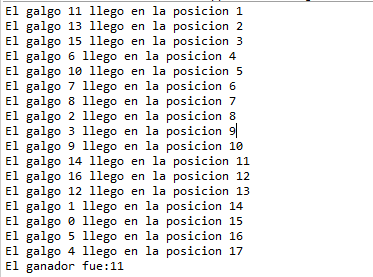 El galgo 11 llego en la posicion 1
El galgo 13 llego en la posicion 2
El galgo 15 llego en la posicion 3
El galgo 6 llego en la posicion 4
El galgo 10 llego en la posicion 5
El galgo 7 llego en la posicion 6
El galgo 8 llego en la posicion 7
El galgo 2 llego en la posicion 8
El galgo 3 llego en la posicion 9
El galgo 9 llego en la posicion 10
El galgo 14 llego en la posicion 11
El galgo 16 llego en la posicion 12
El galgo 12 llego en la posicion 13
El galgo 1 llego en la posicion 14
El galgo 0 llego en la posicion 15
El galgo 5 llego en la posicion 16
El galgo 4 llego en la posicion 17
El ganador fue:11